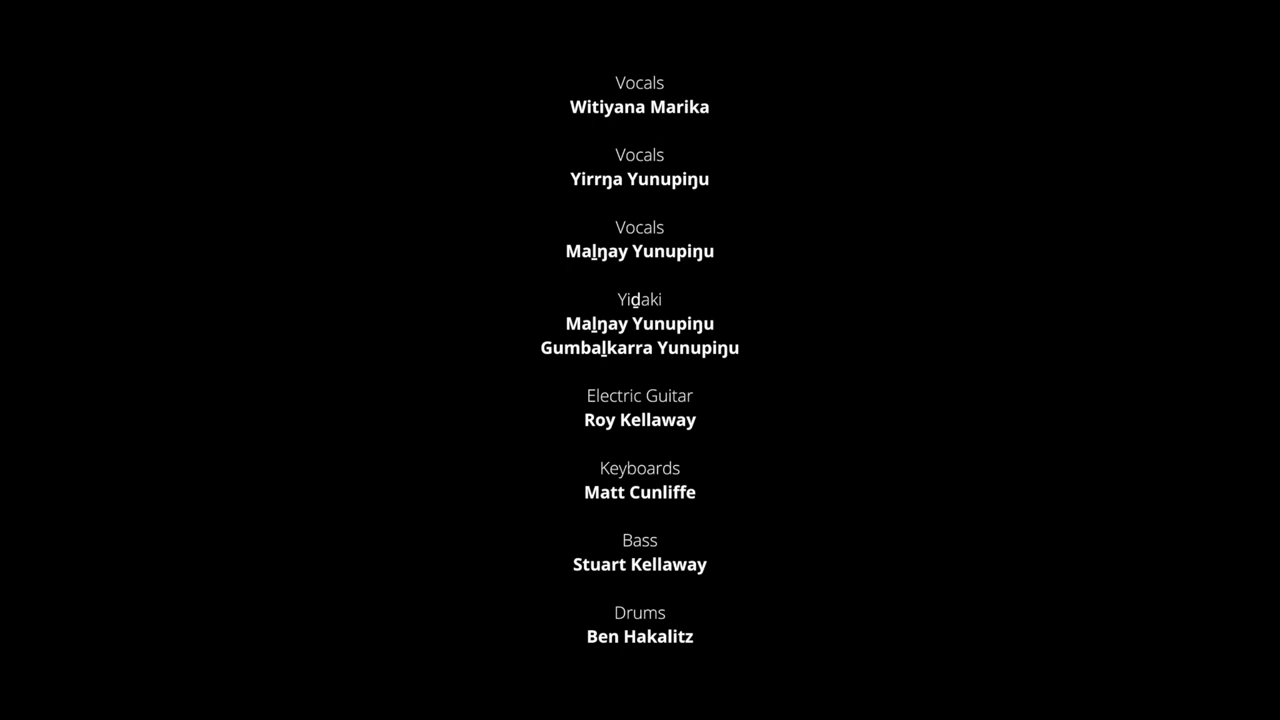 Vocals
Witiyana Marika
Vocals
Yirrŋa Yunupiŋu
Vocals
Maḻŋay Yunupiŋu
Yiḏaki
Maḻŋay Yunupiŋu
Gumbaḻkarra Yunupiŋu
Electric Guitar
Roy Kellaway
Keyboards
Matt Cunliffe
Bass
Stuart Kellaway
Drums
Ben Hakalitz